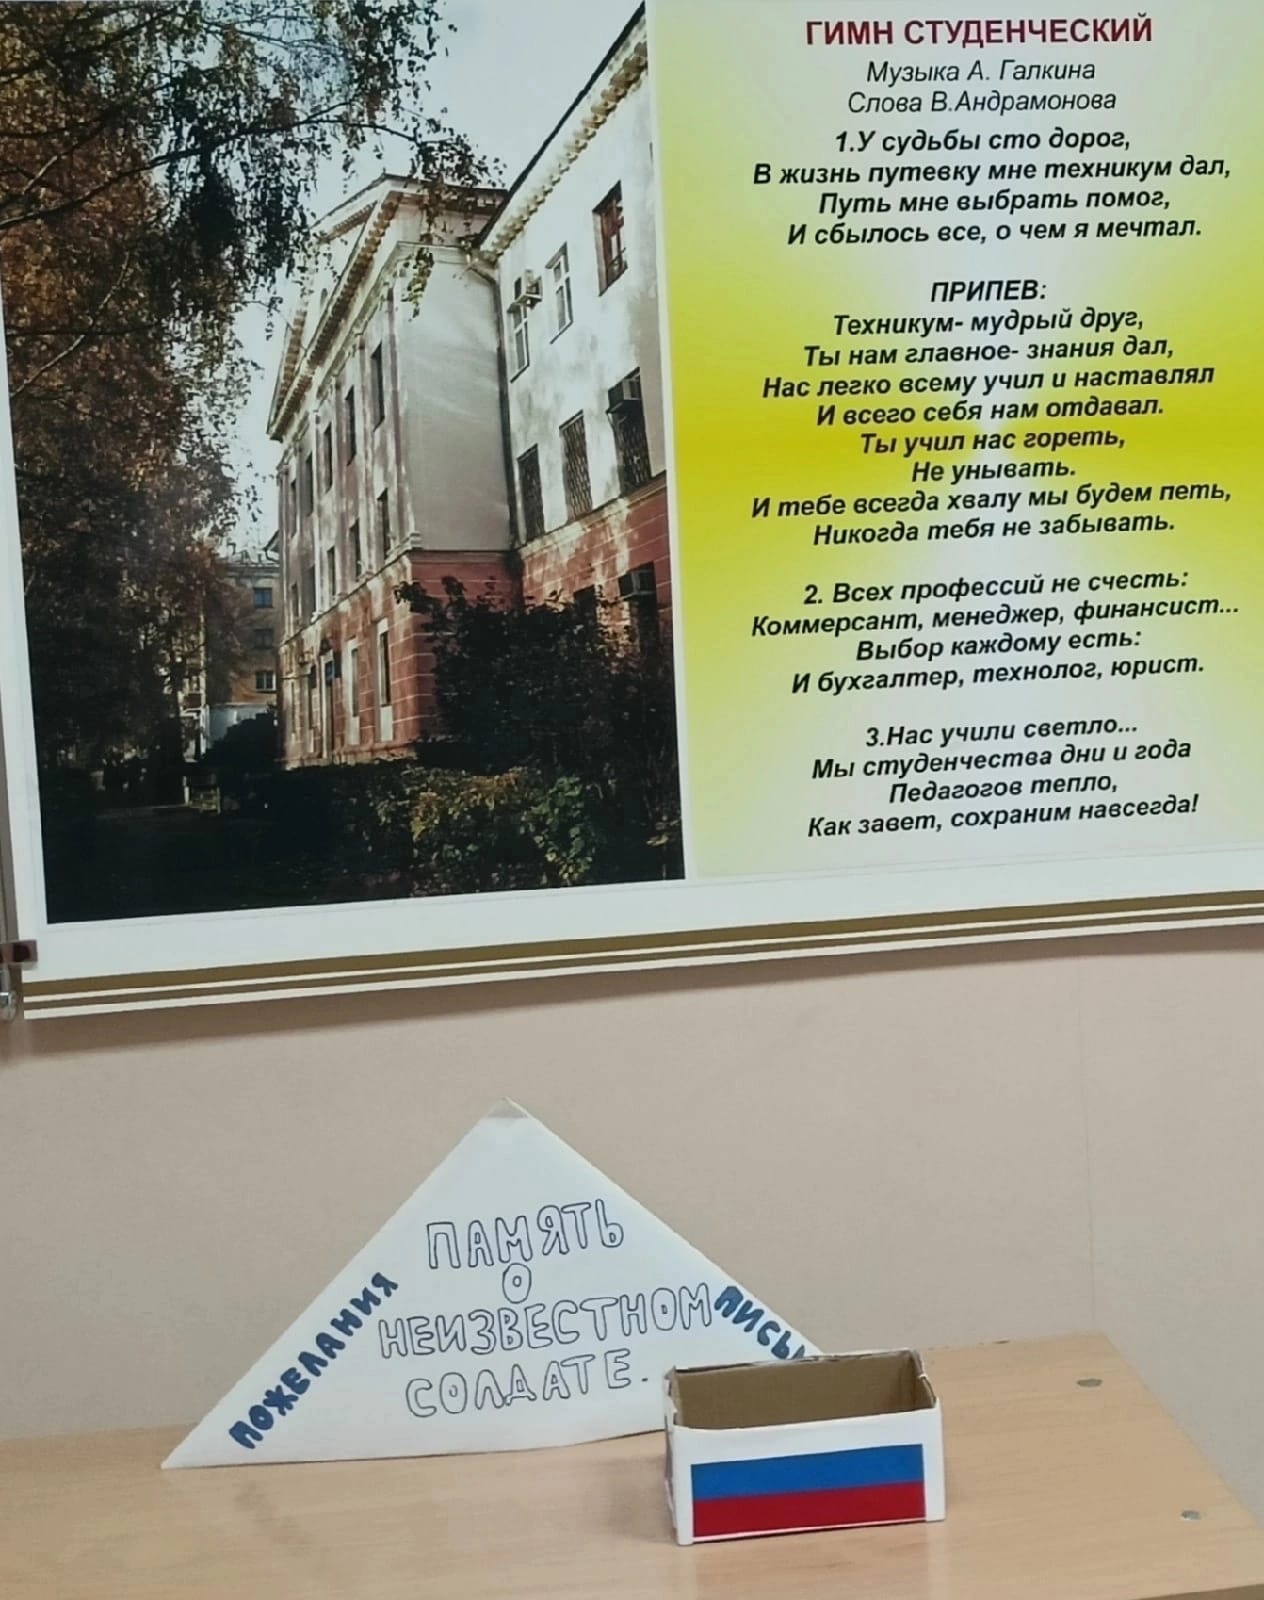 ГИМН СТУДЕНЧЕСКИЙ
Музыка А. Галкина
Слова В.Андрамонова
1.У судьбы сто дорог,
В жизнь путевку мне техникум дал,
Путь мне выбрать помог,
И сбылось все, о чем я мечтал.
ПРИПЕВ:
Техникум- мудрый друг,
Ты нам главное- знания дал,
Нас легко всему учил и наставлял
И всего себя нам отдавал.
Ты учил нас гореть,
Не унывать.
И тебе всегда хвалу мы будем петь,
Никогда тебя не забывать.
2. Всех профессий не счесть:
Коммерсант, менеджер, финансист...
Выбор каждому есть:
И бухгалтер, технолог, юрист.
3.Нас учили светло...
Мы студенчества дни и года
Педагогов тепло,
Как завет, сохраним навсегда!
ПОЖЕЛАНИЯ
ПАМЯТЬ
О
НЕИЗВЕСТНОМ
СОЛДАТЕ.